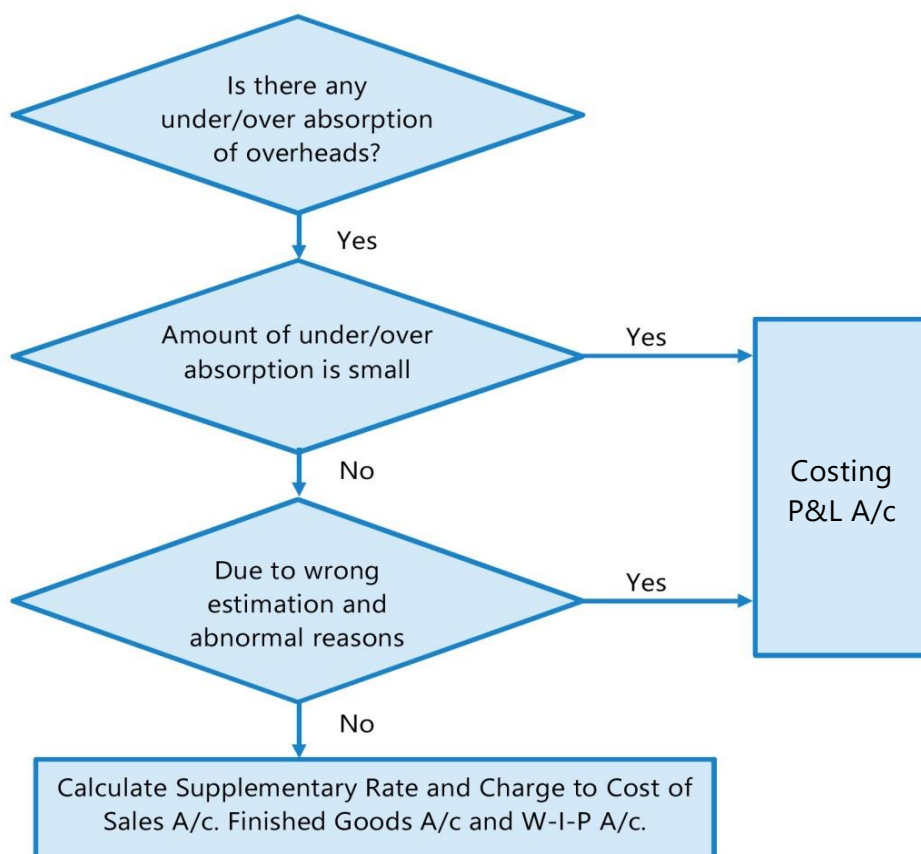 Is there any
under/over absorption
of overheads?
Yes
Amount of under/over
absorption is small
Yes
No
Costing
P&L A/c
Due to wrong
estimation and
abnormal reasons
Yes
No
Calculate Supplementary Rate and Charge to Cost of
Sales A/c. Finished Goods A/c and W-I-P A/c.